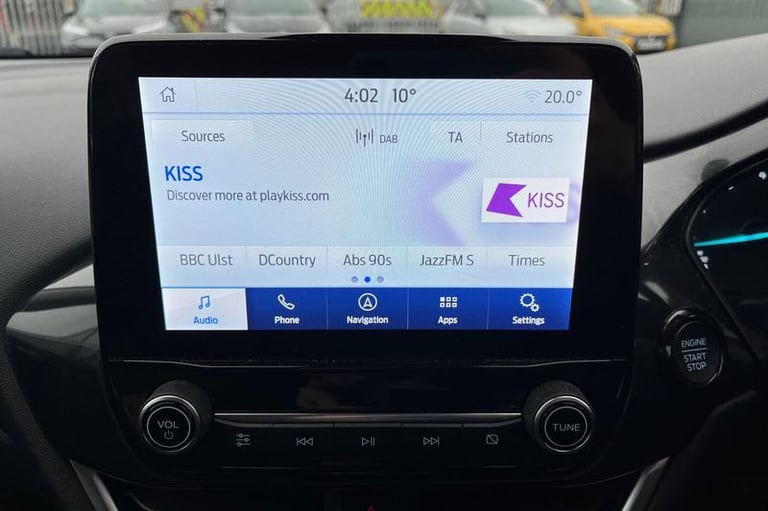 4:02 10° 20.0°
Sources DAB TA Stations
KISS
Discover more at playkiss.com
KISS
BBC Ulst DCountry Abs 90s JazzFM S Times
Audio Phone Navigation Apps Settings
ENGINE
START
STOP
VOL
TUNE